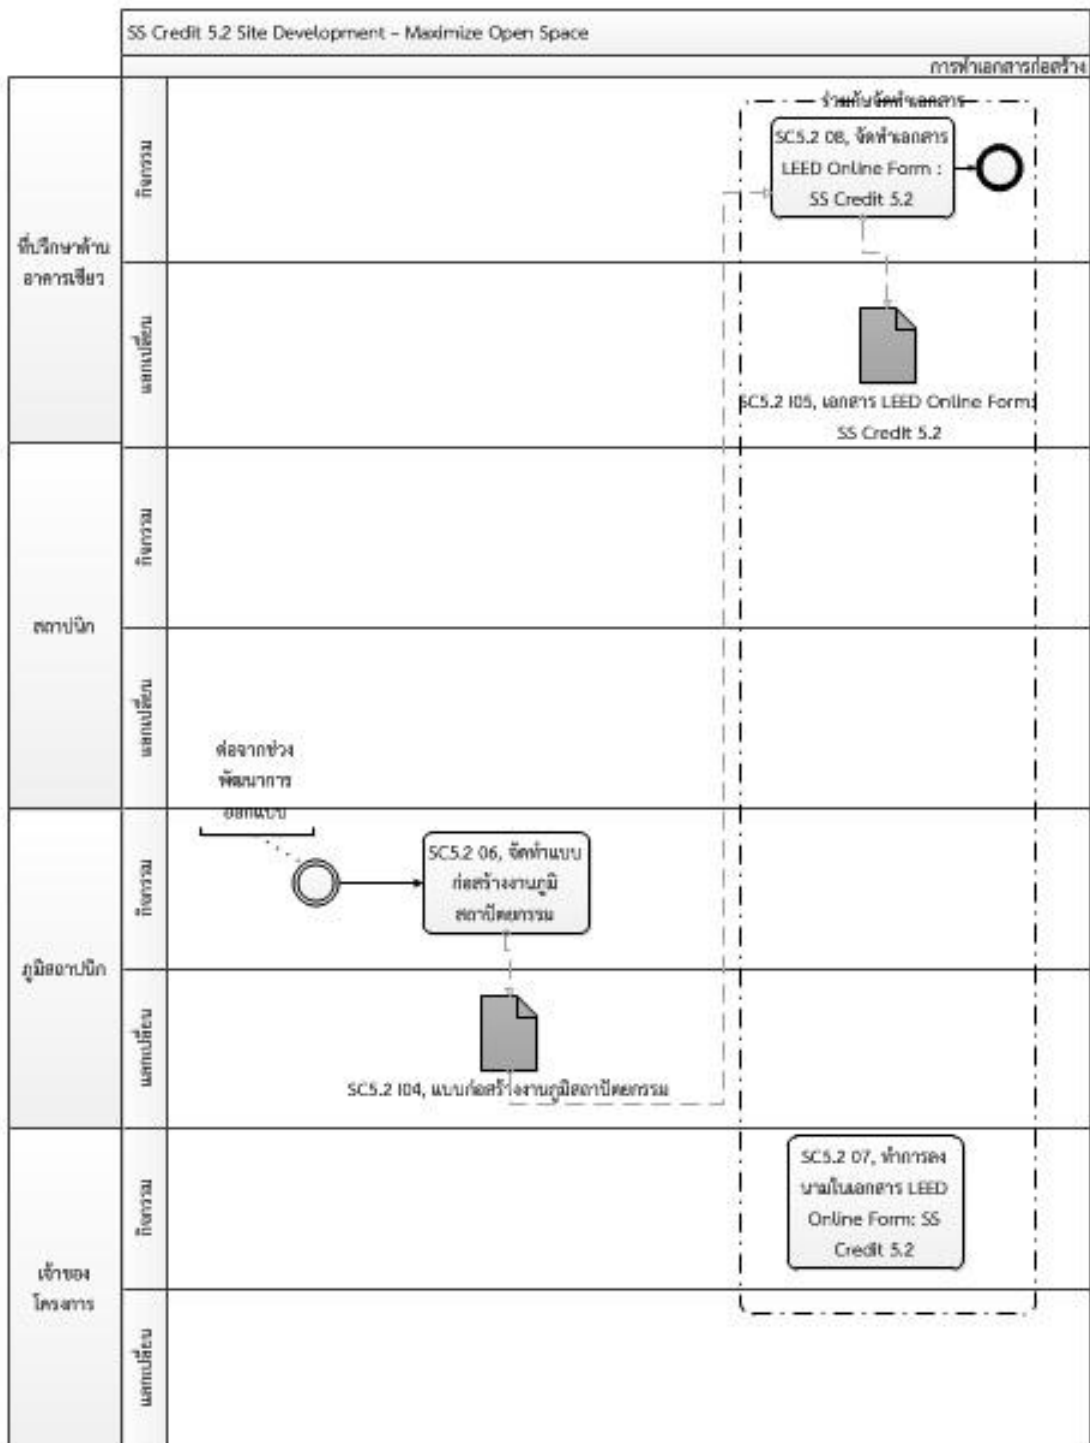 SS Credit 5.2 Site Development - Maximize Open Space
การทำเอกสารก่อสร้าง
ที่ปรึกษาด้าน
อาคารเขียว
กิจกรรม
ร่วมกันจัดทำเอกสาร
SC5.2 08, จัดทำเอกสาร
LEED Online Form :
SS Credit 5.2
แลกเปลี่ยน
SC5.2 I05, เอกสาร LEED Online Form:
SS Credit 5.2
สถาปนิก
กิจกรรม
แลกเปลี่ยน
ต่อจากช่วง
พัฒนาการ
ออกแบบ
ภูมิสถาปนิก
กิจกรรม
SC5.2 06, จัดทำแบบ
ก่อสร้างงานภูมิ
สถาปัตยกรรม
แลกเปลี่ยน
SC5.2 I04, แบบก่อสร้างงานภูมิสถาปัตยกรรม
เจ้าของ
โครงการ
กิจกรรม
SC5.2 07, ทำการลง
นามในเอกสาร LEED
Online Form: SS
Credit 5.2
แลกเปลี่ยน